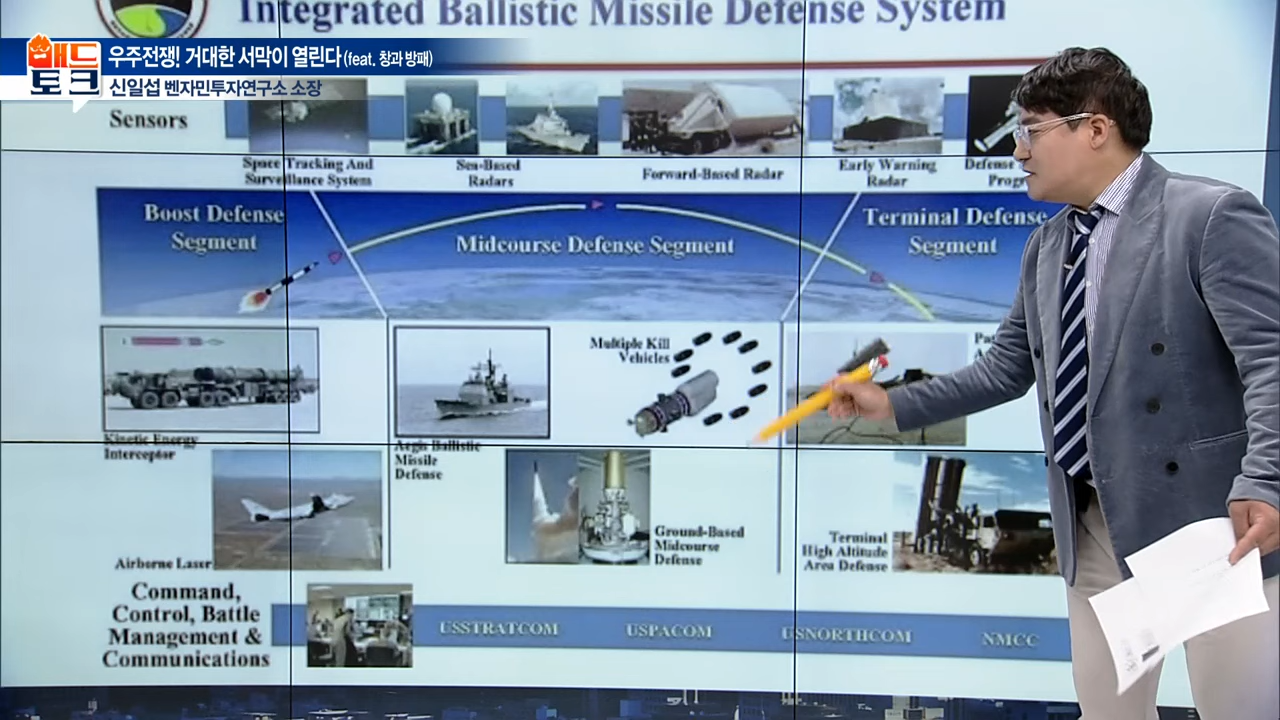 Integrated Ballistic Missile Defense System
매드
토크
우주전쟁! 거대한 서막이 열린다 (feat. 창과 방패)
신일섭 벤자민투자연구소 소장
Sensors
Space Tracking And
Surveillance System
Sea-Based
Radars
Forward-Based Radar
Early Warning
Radar
Defense
Boost Defense
Segment
Midcourse Defense Segment
Terminal Defense
Segment
Multiple Kill
Vehicles
Kinetic Energy
Interceptor
Aegis Ballistic
Missile
Defense
Airborne Laser
Ground-Based
Midcourse
Defense
Terminal
High Altitude
Area Defense
Command,
Control, Battle
Management &
Communications
USSTRATCOM
USPACOM
USNORTHCOM
NMCC